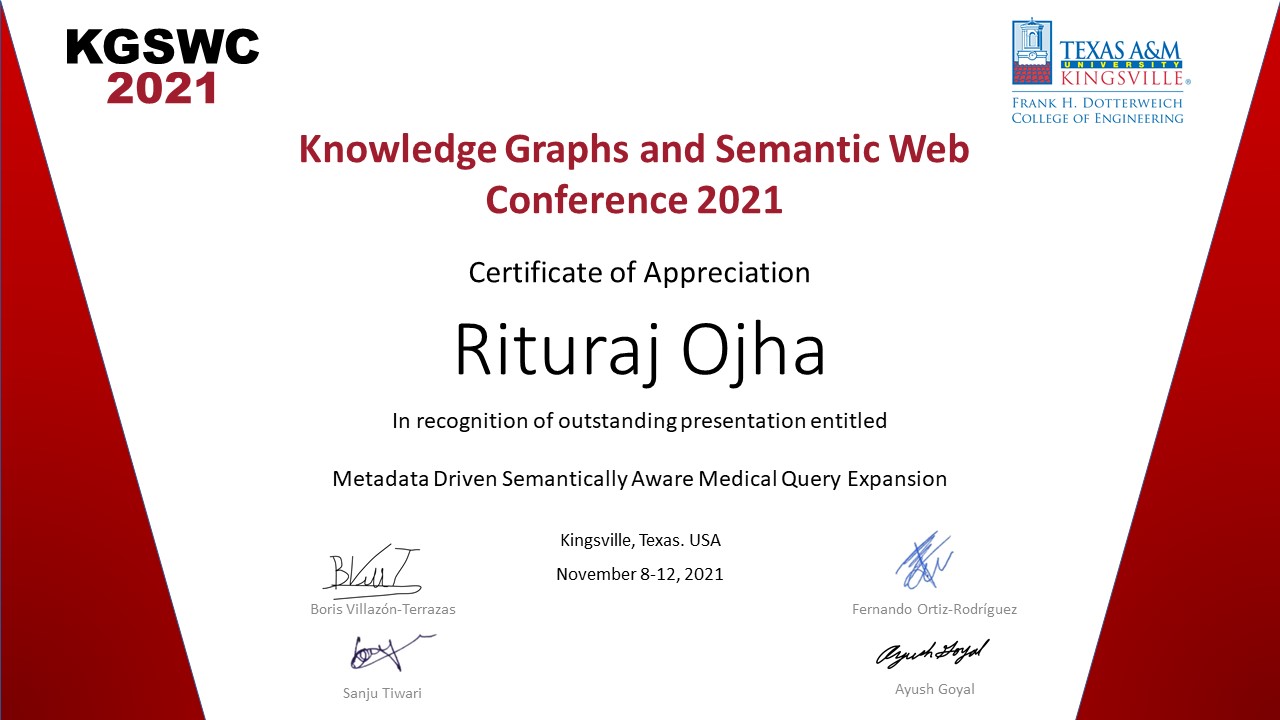 KGSWC
2021
TEXAS A&M
UNIVERSITY
KINGSVILLE®
FRANK H. DOTTERWEICH
COLLEGE OF ENGINEERING
Knowledge Graphs and Semantic Web
Conference 2021
Certificate of Appreciation
Rituraj Ojha
In recognition of outstanding presentation entitled
Metadata Driven Semantically Aware Medical Query Expansion
Kingsville, Texas. USA
November 8-12, 2021
Boris Villazón-Terrazas
Fernando Ortiz-Rodríguez
Ayush Goyal
Sanju Tiwari
Ayush Goyal